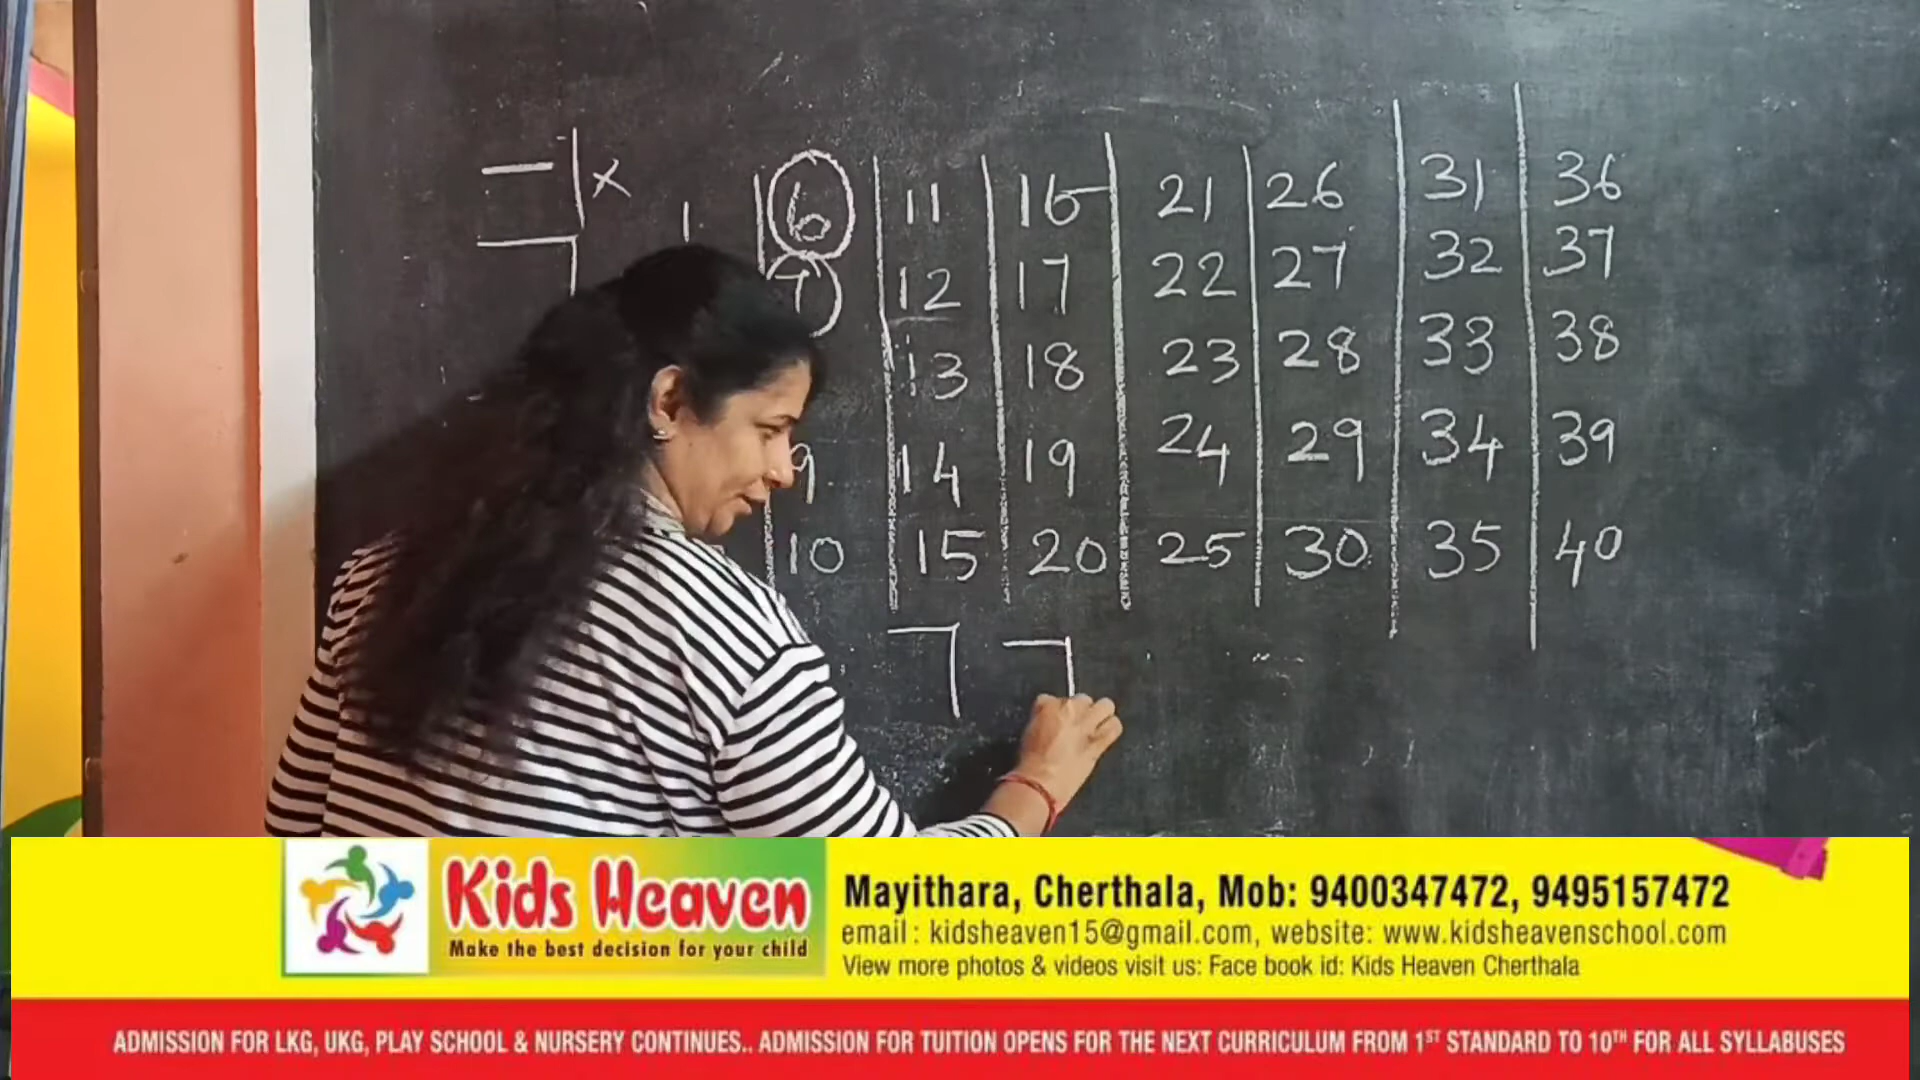 x
1 6 11 16 21 26 31 36
7 12 17 22 27 32 37
13 18 23 28 33 38
9 14 19 24 29 34 39
10 15 20 25 30 35 40
7 7
Kids Heaven
Make the best decision for your child
Mayithara, Cherthala, Mob: 9400347472, 9495157472
email : kidsheaven15@gmail.com, website: www.kidsheavenschool.com
View more photos & videos visit us: Face book id: Kids Heaven Cherthala
ADMISSION FOR LKG, UKG, PLAY SCHOOL & NURSERY CONTINUES.. ADMISSION FOR TUITION OPENS FOR THE NEXT CURRICULUM FROM 1ST STANDARD TO 10TH FOR ALL SYLLABUSES